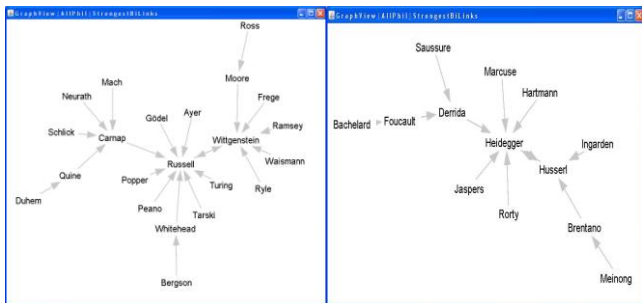 GraphView|AllPhil|StrongestBiLinks
Ross
Mach
Moore
Neurath
Frege
Ayer
Gödel
Ramsey
Schlick
Carnap
Wittgenstein
Waismann
Russell
Quine
Popper
Turing
Ryle
Duhem
Peano
Tarski
Whitehead
Bergson
GraphView|AllPhil|StrongestBiLinks
Saussure
Marcuse
Hartmann
Derrida
Bachelard
Foucault
Heidegger
Ingarden
Husserl
Jaspers
Rorty
Brentano
Meinong